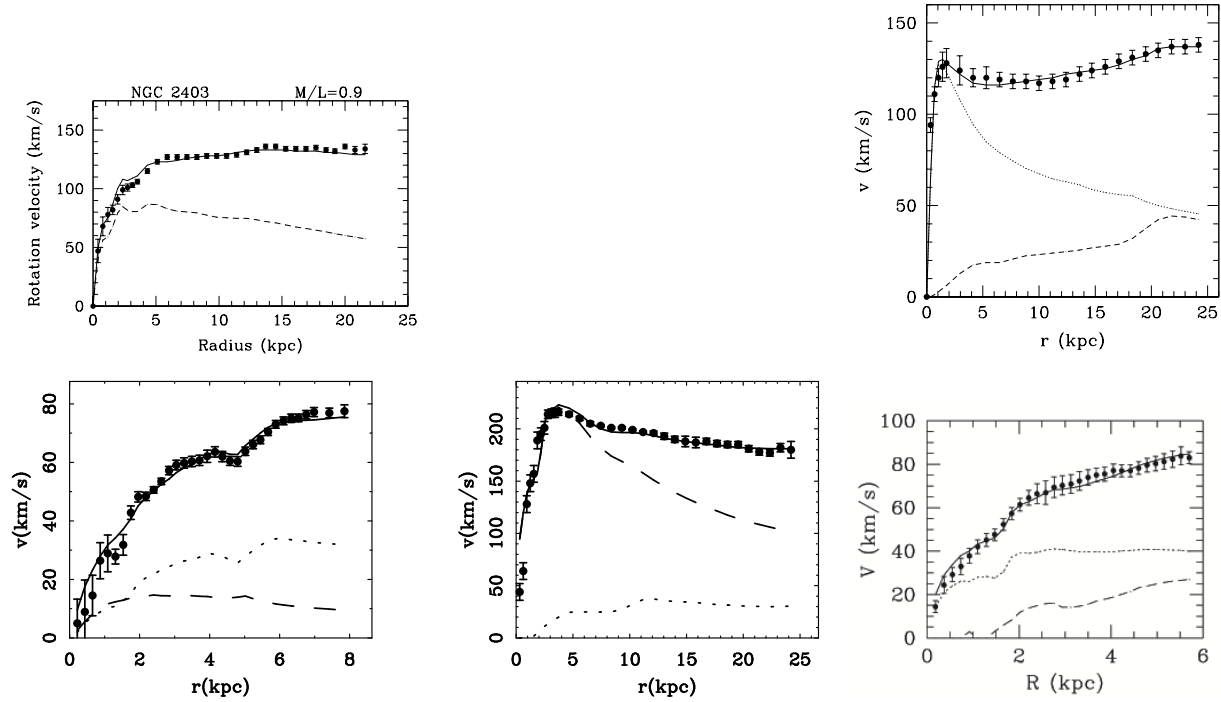 NGC 2403 M/L=0.9
Rotation velocity (km/s)
150
100
50
0
0 5 10 15 20 25
Radius (kpc)
v (km/s)
150
100
50
0
0 5 10 15 20 25
r (kpc)
v(km/s)
80
60
40
20
0
0 2 4 6 8
r(kpc)
v(km/s)
200
150
100
50
0
0 5 10 15 20 25
r(kpc)
V (km/s)
100
80
60
40
20
0
0 2 4 6
R (kpc)